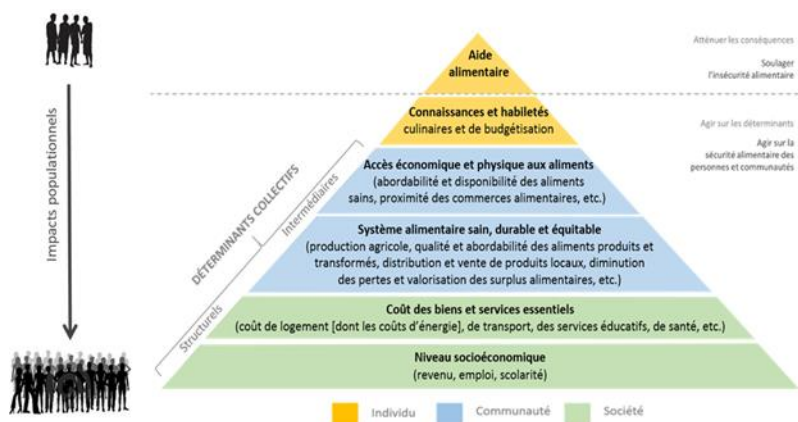 Atténuer les conséquences
Soulager
l'insécurité alimentaire
Aide
alimentaire
Connaissances et habiletés
culinaires et de budgétisation
Agir sur les déterminants
Agir sur la
sécurité alimentaire des
personnes et communautés
Impacts populationnels
DÉTERMINANTS COLLECTIFS
Intermédiaires
Structurels
Accès économique et physique aux aliments
(abordabilité et disponibilité des aliments
sains, proximité des commerces alimentaires, etc.)
Système alimentaire sain, durable et équitable
(production agricole, qualité et abordabilité des aliments produits et
transformés, distribution et vente de produits locaux, diminution
des pertes et valorisation des surplus alimentaires, etc.)
Coût des biens et services essentiels
(coût de logement [dont les coûts d'énergie], de transport, des services éducatifs, de santé, etc.)
Niveau socioéconomique
(revenu, emploi, scolarité)
Individu
Communauté
Société